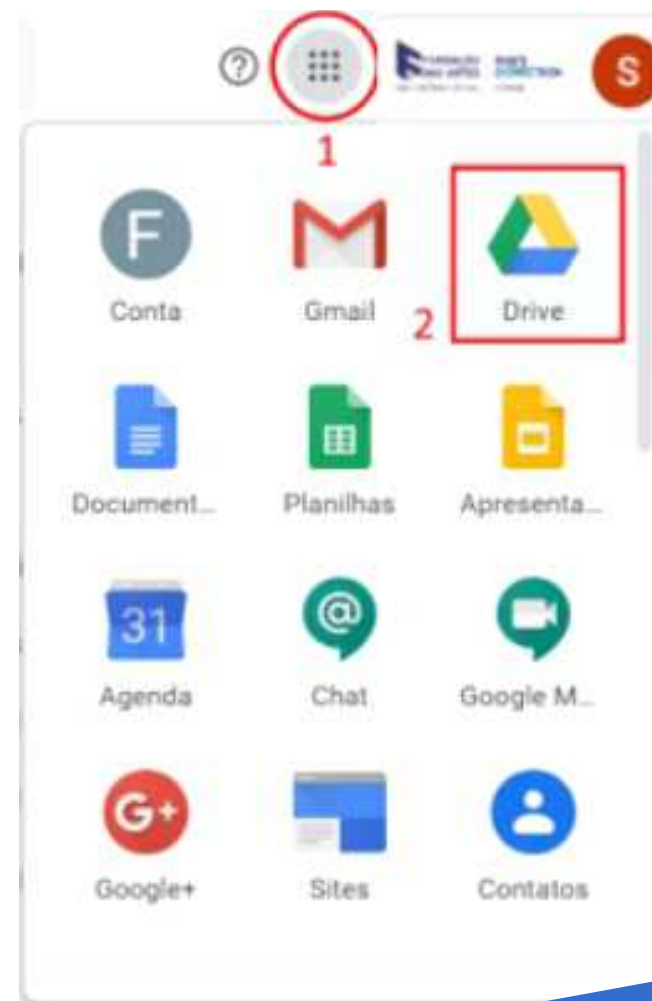 ?
S
1
F
Conta
Gmail
2
Drive
Document...
Planilhas
Apresenta...
31
Agenda
@
Chat
Google M...
G+
Google+
Sites
Contatos